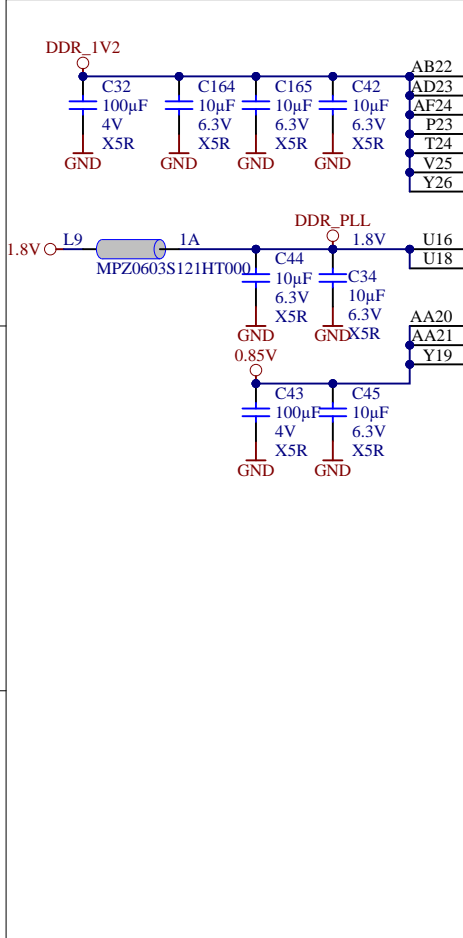 DDR_1V2
C32
100µF
4V
X5R
GND
C164
10µF
6.3V
X5R
GND
C165
10µF
6.3V
X5R
GND
C42
10µF
6.3V
X5R
GND
AB22
AD23
AF24
P23
T24
V25
Y26
1.8V
L9
1A
MPZ0603S121HT000
DDR_PLL
1.8V
C44
10µF
6.3V
X5R
GND
C34
10µF
6.3V
X5R
GND
U16
U18
AA20
AA21
Y19
0.85V
C43
100µF
4V
X5R
GND
C45
10µF
6.3V
X5R
GND